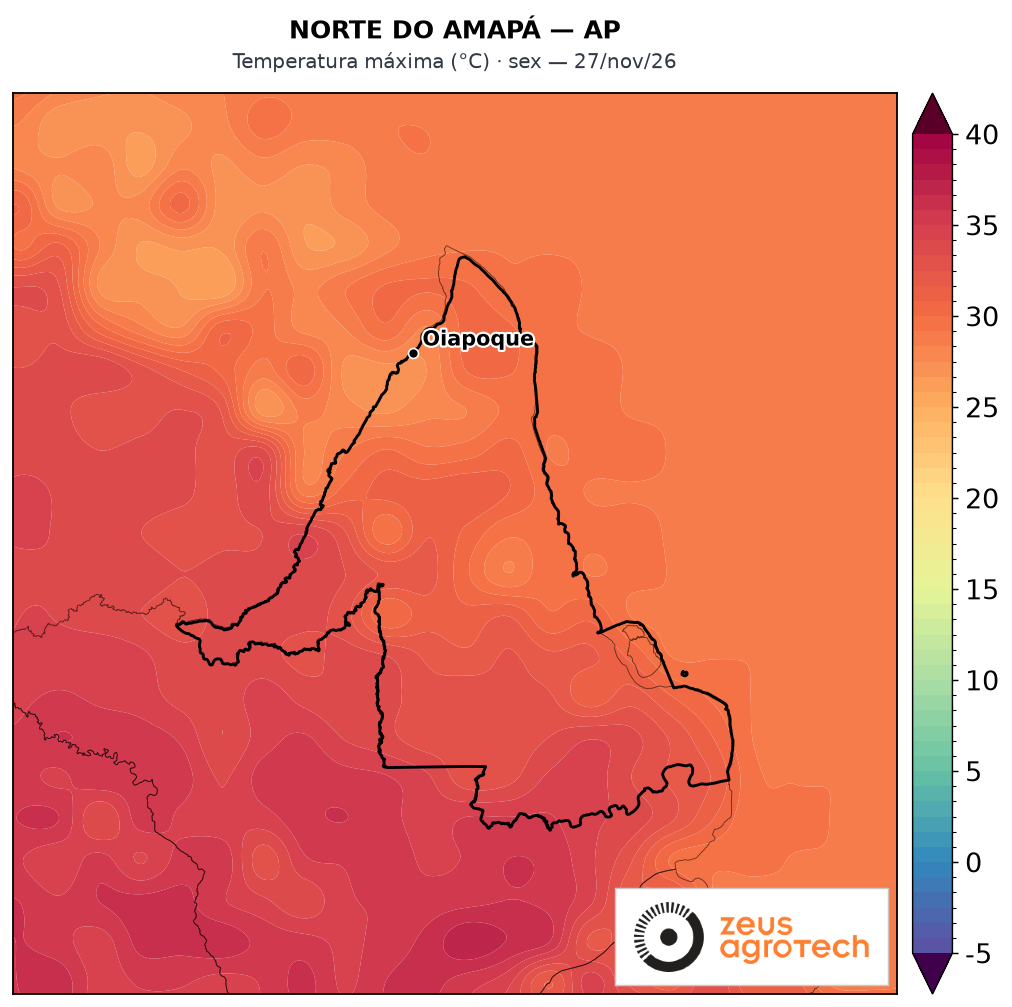 NORTE DO AMAPÁ — AP
Temperatura máxima (°C) · sex — 27/nov/26
Oiapoque
40
35
30
25
20
15
10
5
0
-5
zeus
agrotech